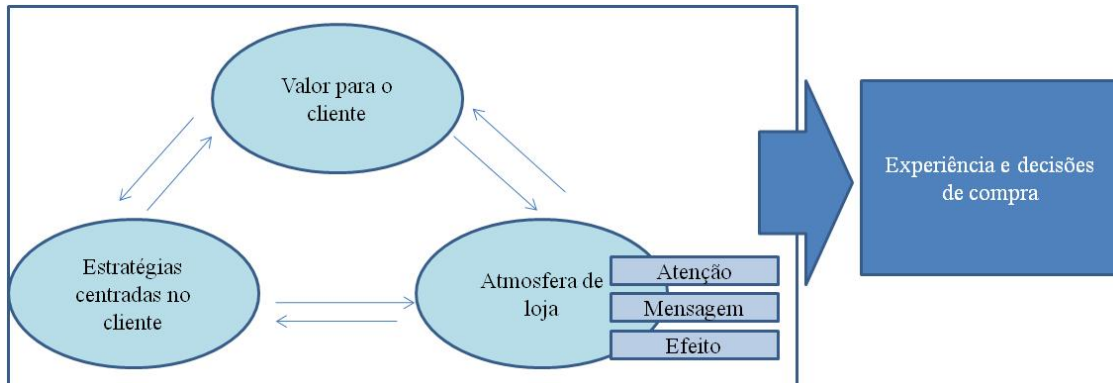 Valor para o
cliente
Experiência e decisões
de compra
Estratégias
centradas no
cliente
Atmosfera de
loja
Atenção
Mensagem
Efeito